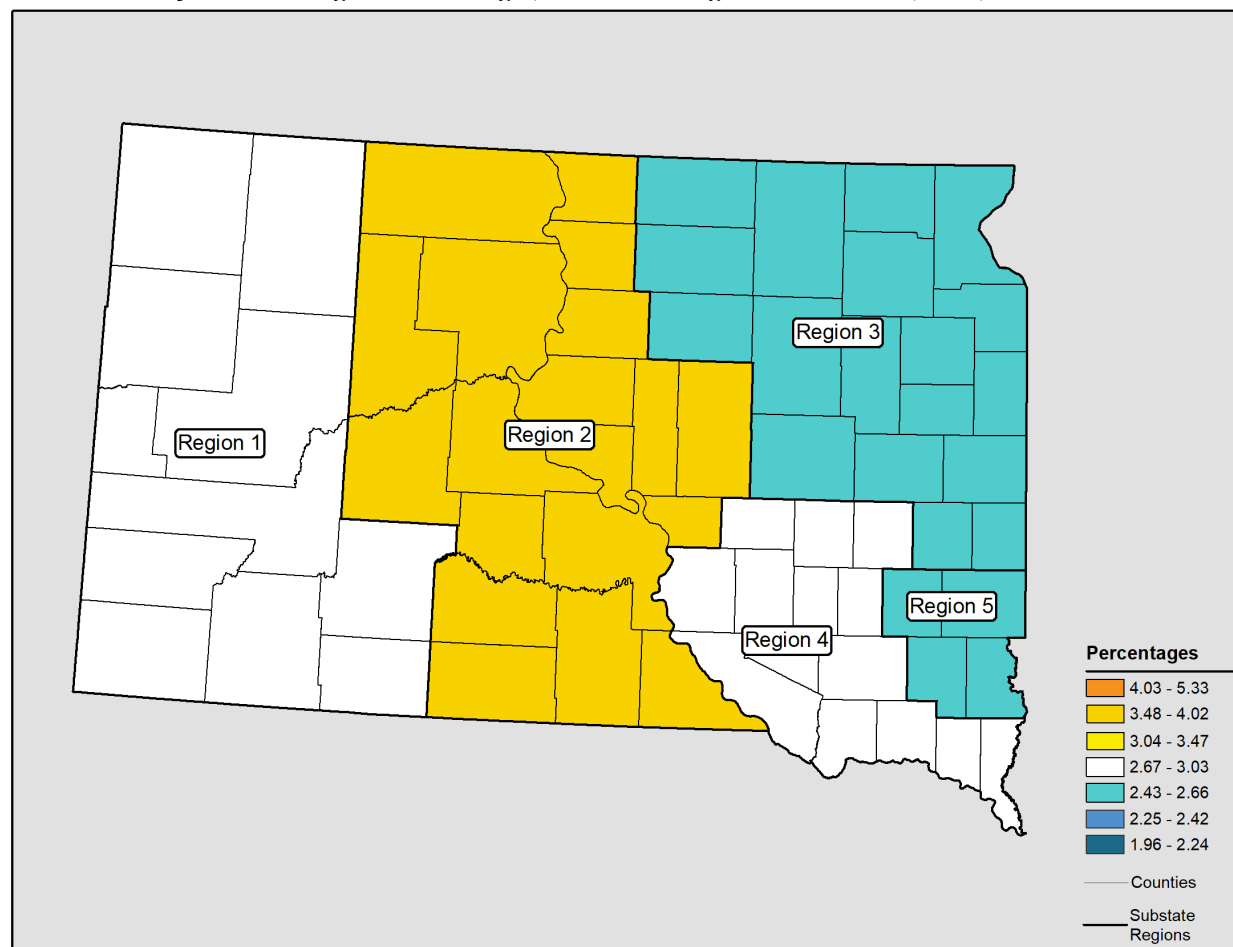 Region 3
Region 1
Region 2
Region 5
Region 4
Percentages
4.03 - 5.33
3.48 - 4.02
3.04 - 3.47
2.67 - 3.03
2.43 - 2.66
2.25 - 2.42
1.96 - 2.24
Counties
Substate
Regions